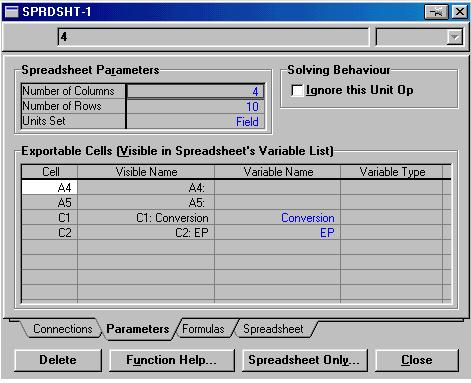 SPRDSHT-1
4
Spreadsheet Parameters
Number of Columns 4
Number of Rows 10
Units Set Field
Solving Behaviour
Ignore this Unit Op
Exportable Cells (Visible in Spreadsheet's Variable List)
Cell Visible Name Variable Name Variable Type
A4 A4:
A5 A5:
C1 C1: Conversion Conversion
C2 C2: EP EP
Connections Parameters Formulas Spreadsheet
Delete Function Help... Spreadsheet Only... Close